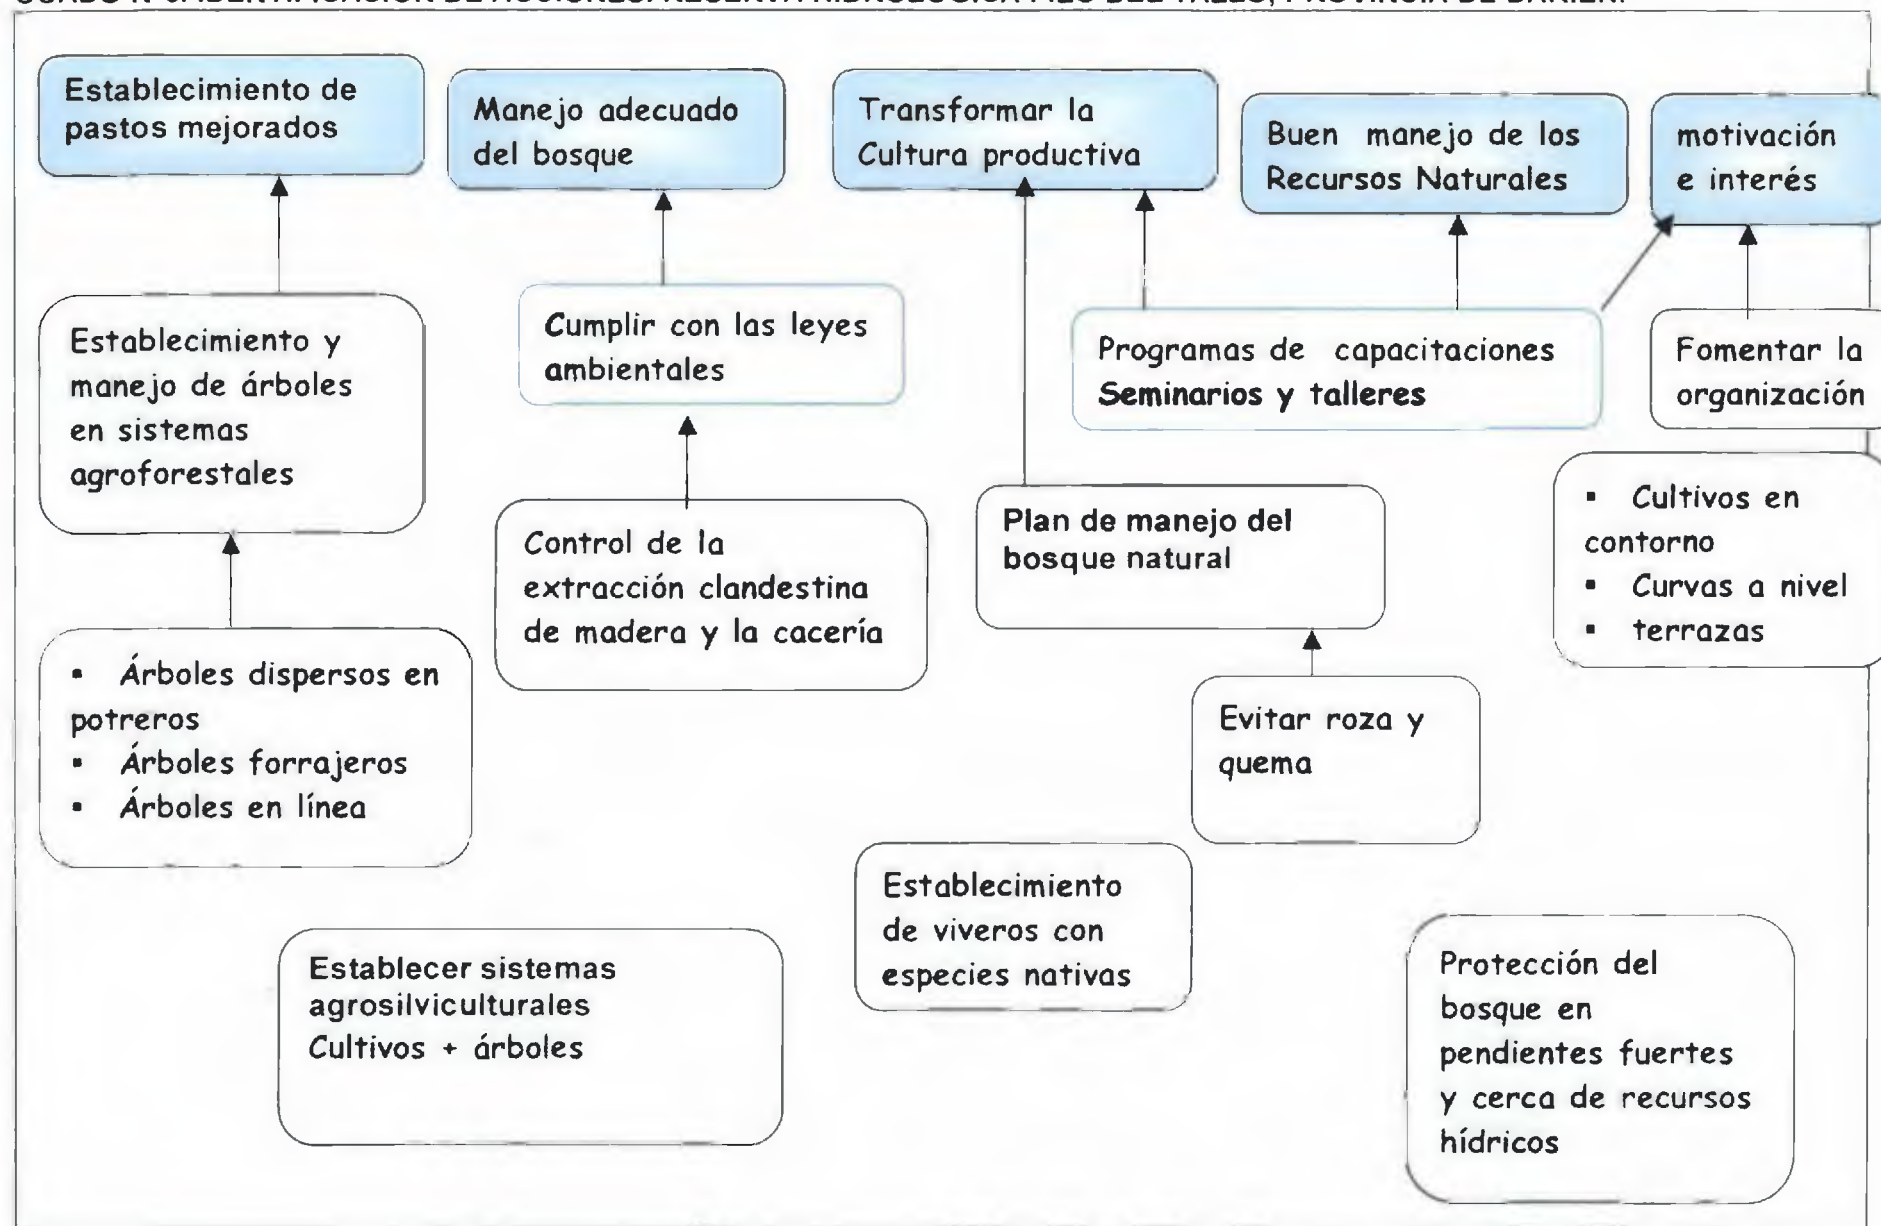 Establecimiento de
pastos mejorados
Manejo adecuado
del bosque
Transformar la
Cultura productiva
Buen manejo de los
Recursos Naturales
motivación
e interés
Establecimiento y
manejo de árboles
en sistemas
agroforestales
Cumplir con las leyes
ambientales
Programas de capacitaciones
Seminarios y talleres
Fomentar la
organización
Control de la
extracción clandestina
de madera y la cacería
Plan de manejo del
bosque natural
▪ Cultivos en
contorno
▪ Curvas a nivel
▪ terrazas
▪ Árboles dispersos en
potreros
▪ Árboles forrajeros
▪ Árboles en línea
Evitar roza y
quema
Establecimiento
de viveros con
especies nativas
Establecer sistemas
agrosilviculturales
Cultivos + árboles
Protección del
bosque en
pendientes fuertes
y cerca de recursos
hídricos